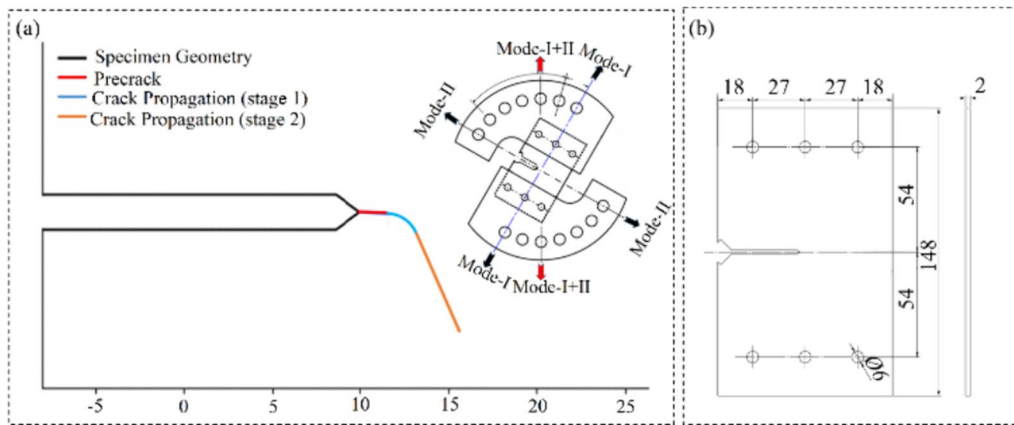 (a)
Specimen Geometry
Precrack
Crack Propagation (stage 1)
Crack Propagation (stage 2)
Mode-I+II
Mode-I
Mode-II
Mode-II
Mode-I
Mode-I+II
-5 0 5 10 15 20 25
(b)
18 27 27 18 2
54
148
54
Ø6